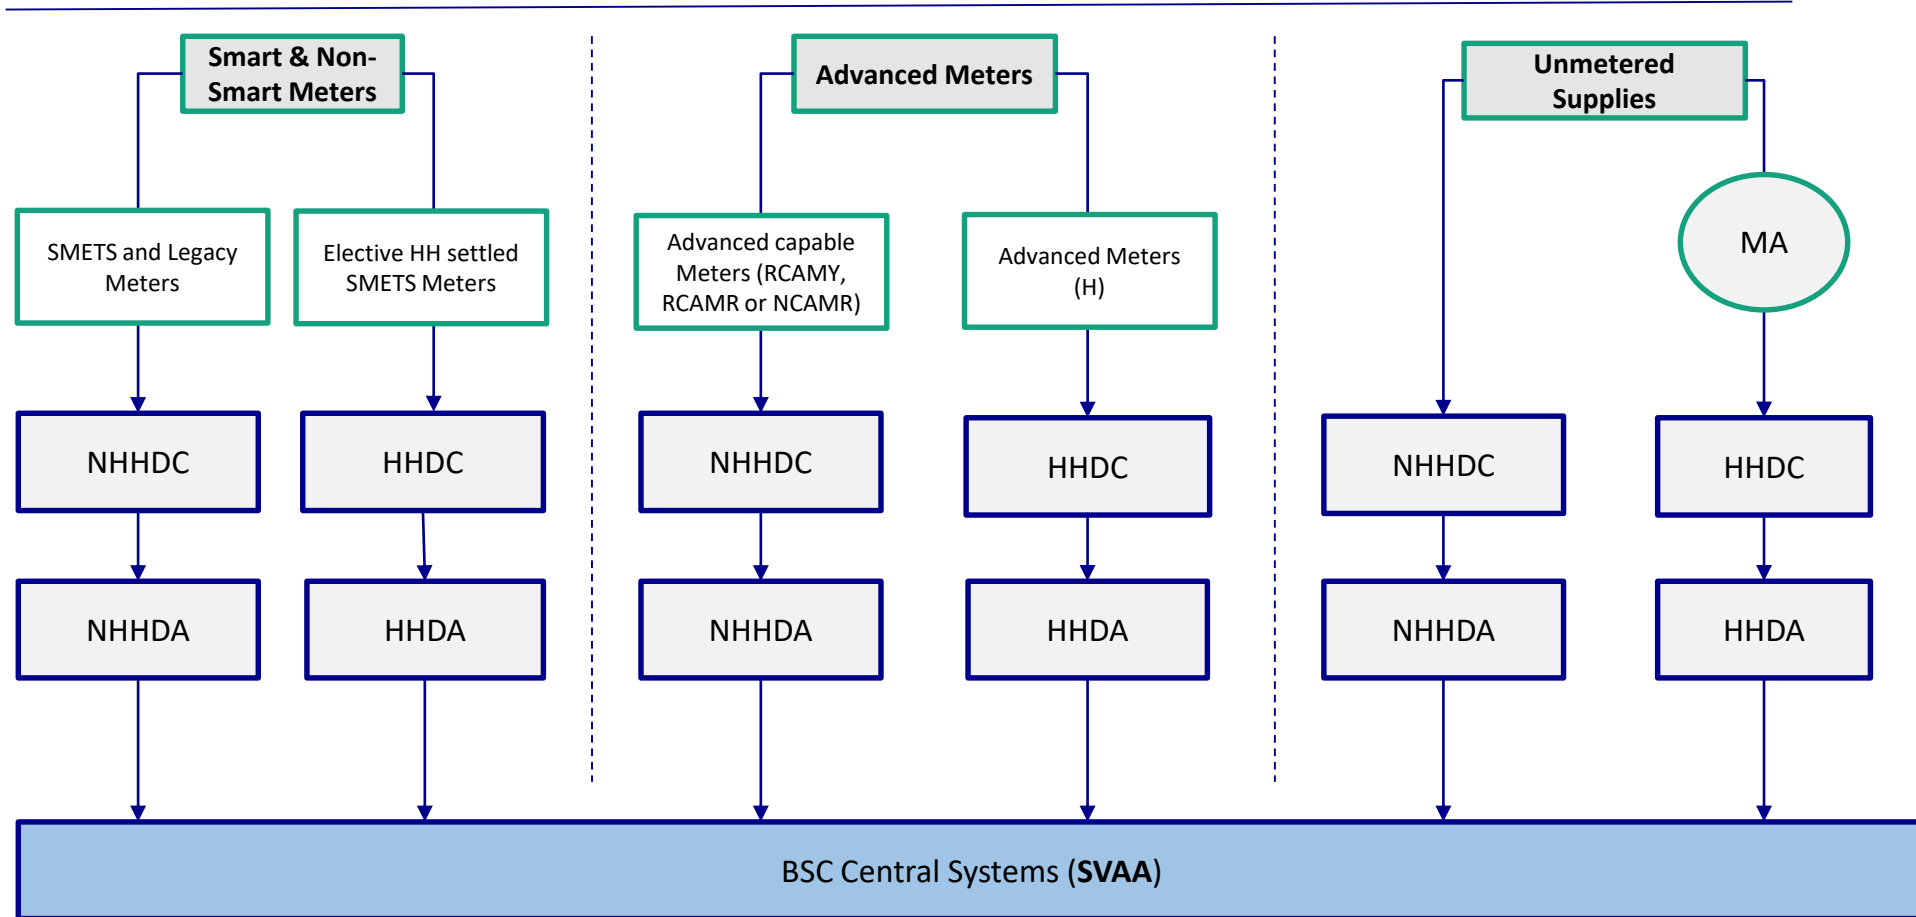 Smart & Non-
Smart Meters
Advanced Meters
Unmetered
Supplies
SMETS and Legacy
Meters
Elective HH settled
SMETS Meters
Advanced capable
Meters (RCAMY,
RCAMR or NCAMR)
Advanced Meters
(H)
MA
NHHDC
HHDC
NHHDC
HHDC
NHHDC
HHDC
NHHDA
HHDA
NHHDA
HHDA
NHHDA
HHDA
BSC Central Systems (SVAA)